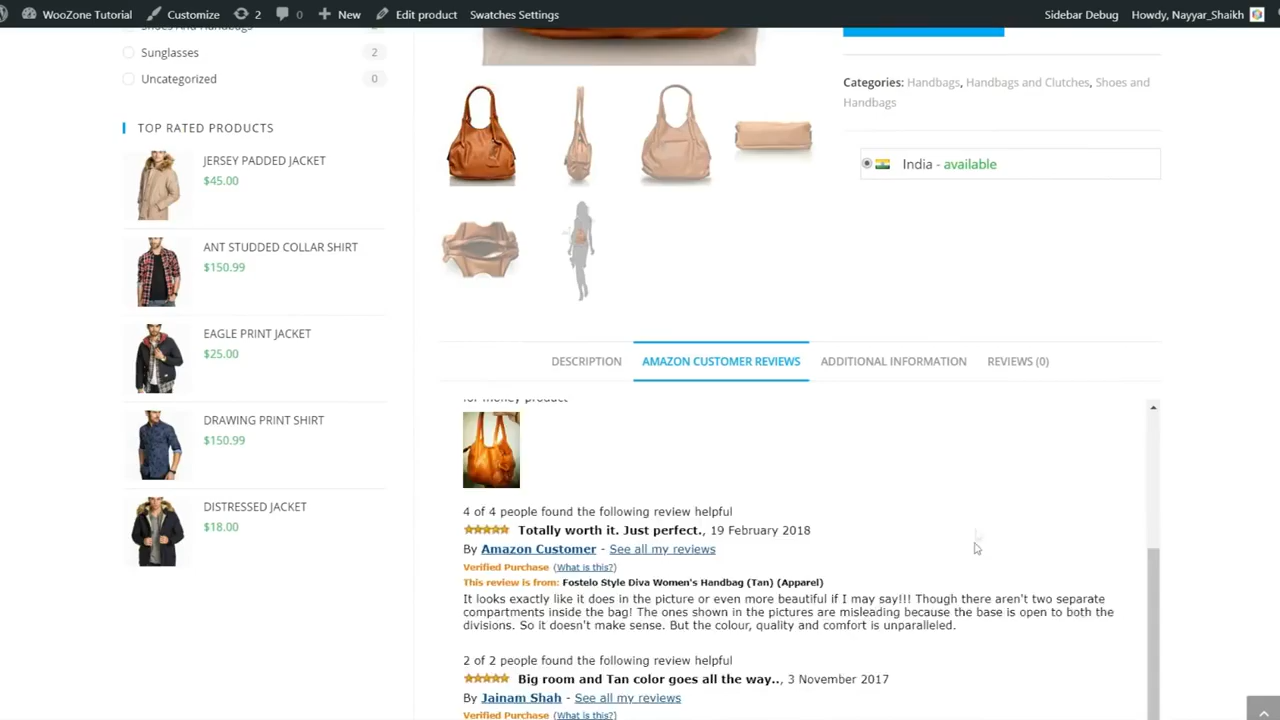 WooZone Tutorial Customize 2 0 New Edit product Swatches Settings Sidebar Debug Howdy, Nayyar_Shaikh
Shoes And Handbags
Sunglasses 2
Uncategorized 0
TOP RATED PRODUCTS
JERSEY PADDED JACKET
$45.00
ANT STUDDED COLLAR SHIRT
$150.99
EAGLE PRINT JACKET
$25.00
DRAWING PRINT SHIRT
$150.99
DISTRESSED JACKET
$18.00
Categories: Handbags, Handbags and Clutches, Shoes and
Handbags
India - available
DESCRIPTION AMAZON CUSTOMER REVIEWS ADDITIONAL INFORMATION REVIEWS (0)
for money product
4 of 4 people found the following review helpful
Totally worth it. Just perfect., 19 February 2018
By Amazon Customer - See all my reviews
Verified Purchase (What is this?)
This review is from: Fostelo Style Diva Women's Handbag (Tan) (Apparel)
It looks exactly like it does in the picture or even more beautiful if I may say!!! Though there aren't two separate
compartments inside the bag! The ones shown in the pictures are misleading because the base is open to both the
divisions. So it doesn't make sense. But the colour, quality and comfort is unparalleled.
2 of 2 people found the following review helpful
Big room and Tan color goes all the way.., 3 November 2017
By Jainam Shah - See all my reviews
Verified Purchase (What is this?)